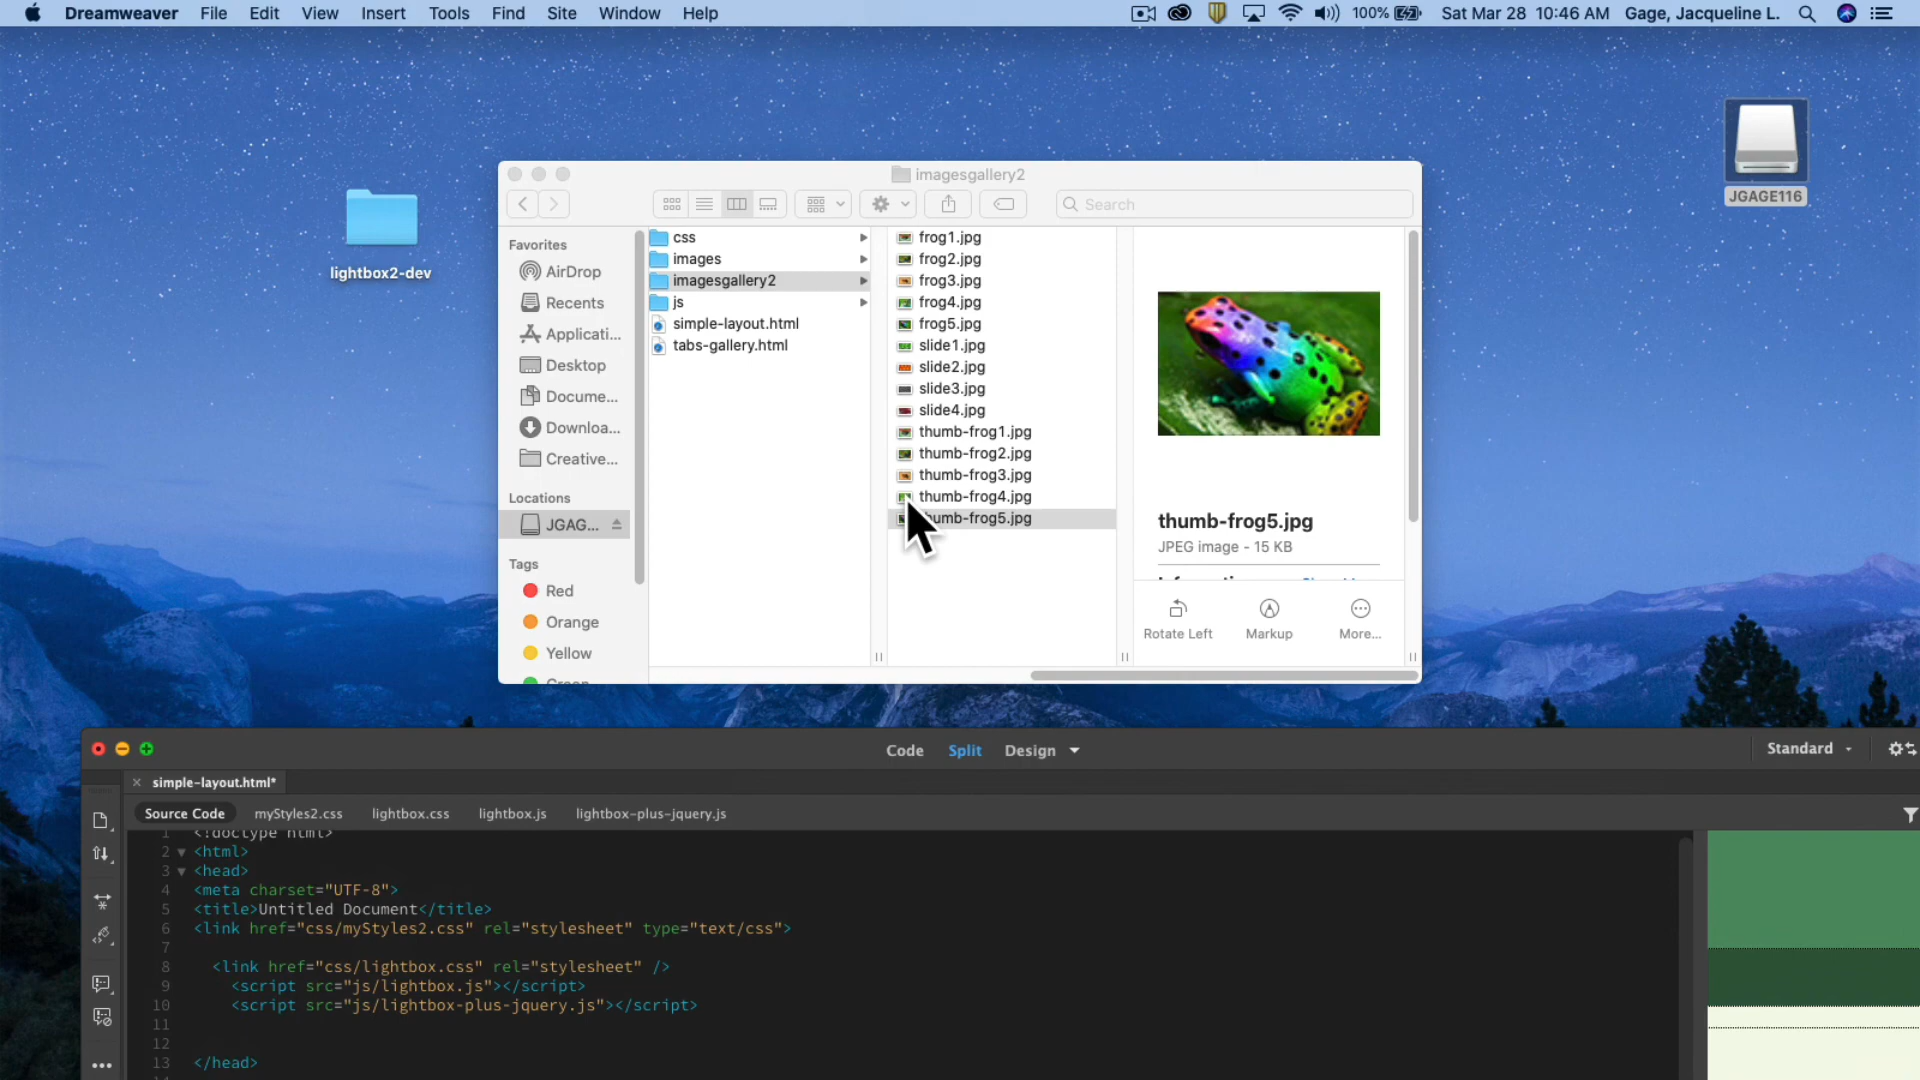 Dreamweaver File Edit View Insert Tools Find Site Window Help
100% Sat Mar 28 10:46 AM Gage, Jacqueline L.
JGAGE116
lightbox2-dev
imagesgallery2
Search
Favorites
AirDrop
Recents
Applicati...
Desktop
Docume...
Downloa...
Creative...
Locations
JGAG...
Tags
Red
Orange
Yellow
css
images
imagesgallery2
js
simple-layout.html
tabs-gallery.html
frog1.jpg
frog2.jpg
frog3.jpg
frog4.jpg
frog5.jpg
slide1.jpg
slide2.jpg
slide3.jpg
slide4.jpg
thumb-frog1.jpg
thumb-frog2.jpg
thumb-frog3.jpg
thumb-frog4.jpg
thumb-frog5.jpg
thumb-frog5.jpg
JPEG image - 15 KB
Rotate Left Markup More...
Code Split Design Standard
simple-layout.html*
Source Code myStyles2.css lightbox.css lightbox.js lightbox-plus-jquery.js
1 <!doctype html>
2 <html>
3 <head>
4 <meta charset="UTF-8">
5 <title>Untitled Document</title>
6 <link href="css/myStyles2.css" rel="stylesheet" type="text/css">
7
8 <link href="css/lightbox.css" rel="stylesheet" />
9 <script src="js/lightbox.js"></script>
10 <script src="js/lightbox-plus-jquery.js"></script>
11
12
13 </head>